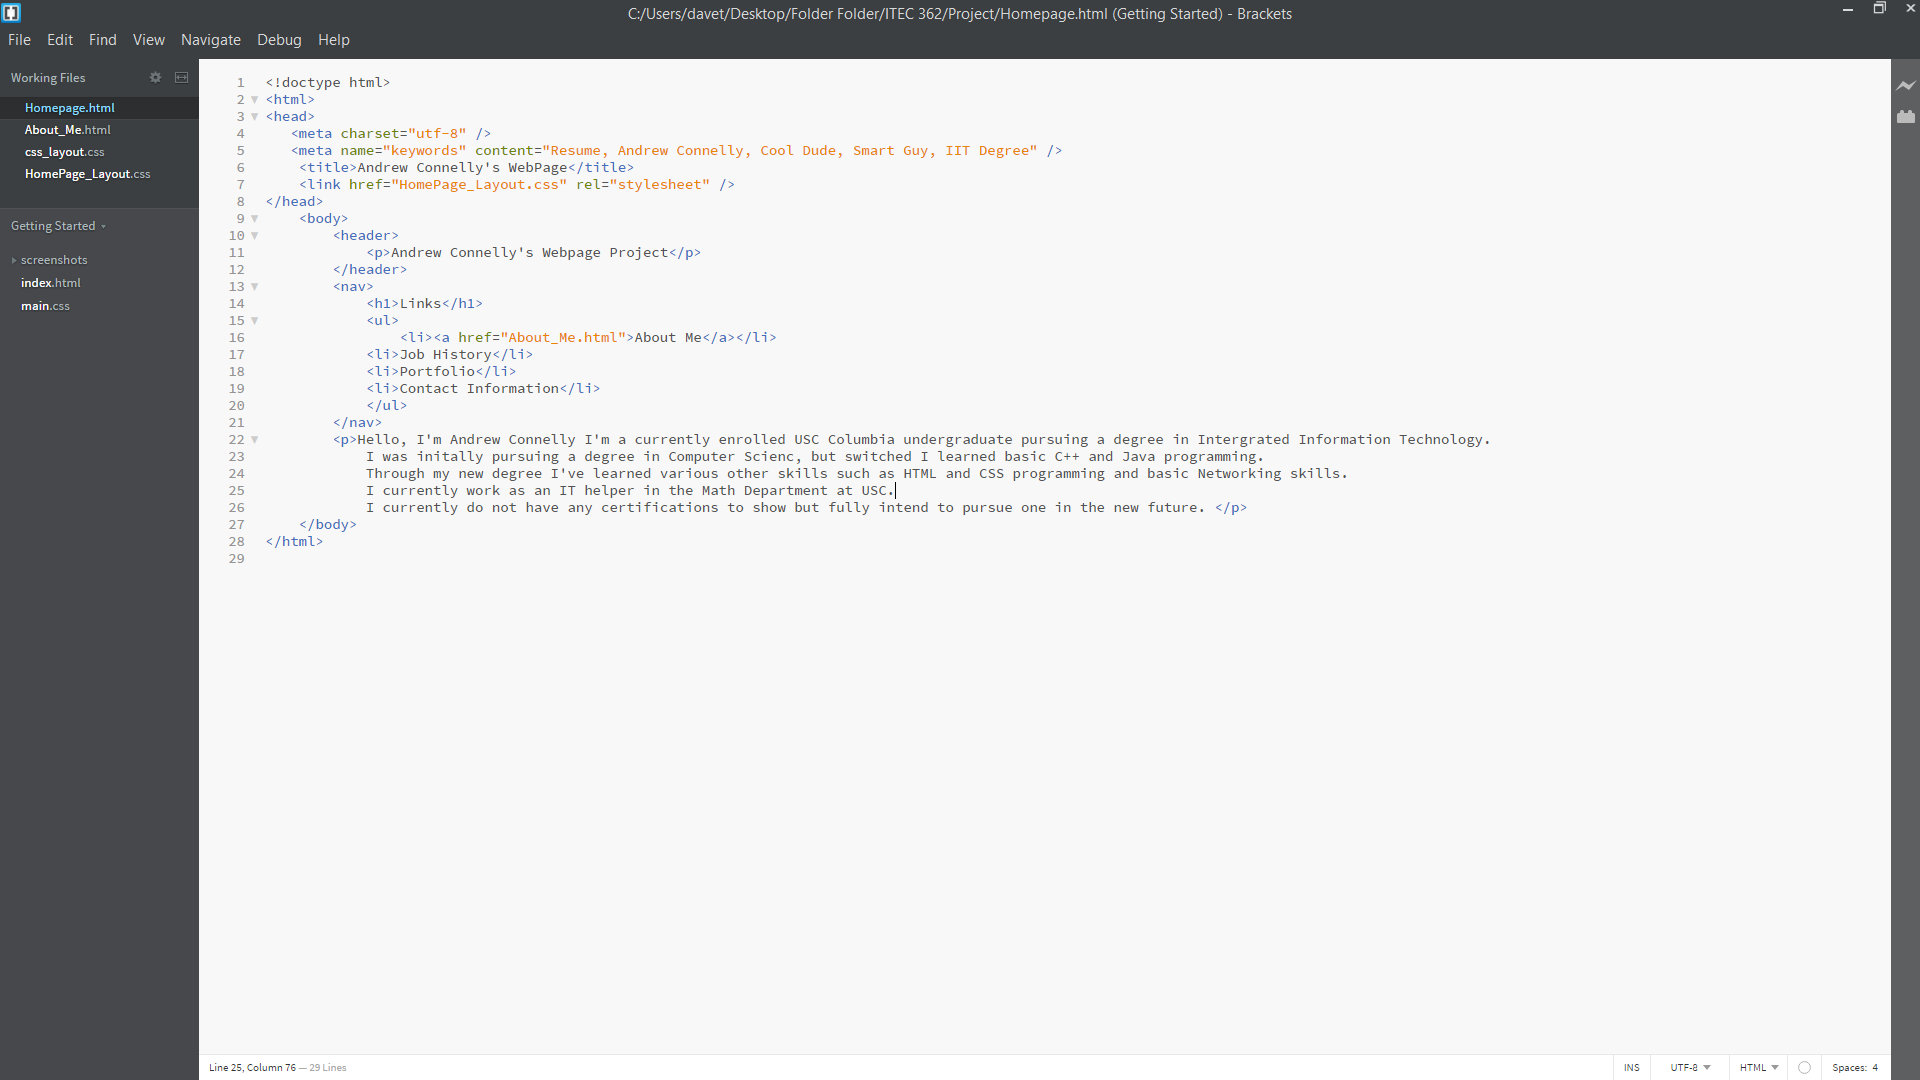 C:/Users/davet/Desktop/Folder Folder/ITEC 362/Project/Homepage.html (Getting Started) - Brackets
File Edit Find View Navigate Debug Help
Working Files
Homepage.html
About_Me.html
css_layout.css
HomePage_Layout.css
Getting Started
screenshots
index.html
main.css
1 <!doctype html>
2 <html>
3 <head>
4 <meta charset="utf-8" />
5 <meta name="keywords" content="Resume, Andrew Connelly, Cool Dude, Smart Guy, IIT Degree" />
6 <title>Andrew Connelly's WebPage</title>
7 <link href="HomePage_Layout.css" rel="stylesheet" />
8 </head>
9 <body>
10 <header>
11 <p>Andrew Connelly's Webpage Project</p>
12 </header>
13 <nav>
14 <h1>Links</h1>
15 <ul>
16 <li><a href="About_Me.html">About Me</a></li>
17 <li>Job History</li>
18 <li>Portfolio</li>
19 <li>Contact Information</li>
20 </ul>
21 </nav>
22 <p>Hello, I'm Andrew Connelly I'm a currently enrolled USC Columbia undergraduate pursuing a degree in Intergrated Information Technology.
23 I was initally pursuing a degree in Computer Scienc, but switched I learned basic C++ and Java programming.
24 Through my new degree I've learned various other skills such as HTML and CSS programming and basic Networking skills.
25 I currently work as an IT helper in the Math Department at USC.
26 I currently do not have any certifications to show but fully intend to pursue one in the new future. </p>
27 </body>
28 </html>
29
Line 25, Column 76 — 29 Lines
INS UTF-8 HTML Spaces: 4